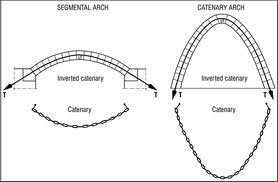 SEGMENTAL ARCH
CATENARY ARCH
Inverted catenary
Inverted catenary
T
T
T
T
Catenary
Catenary